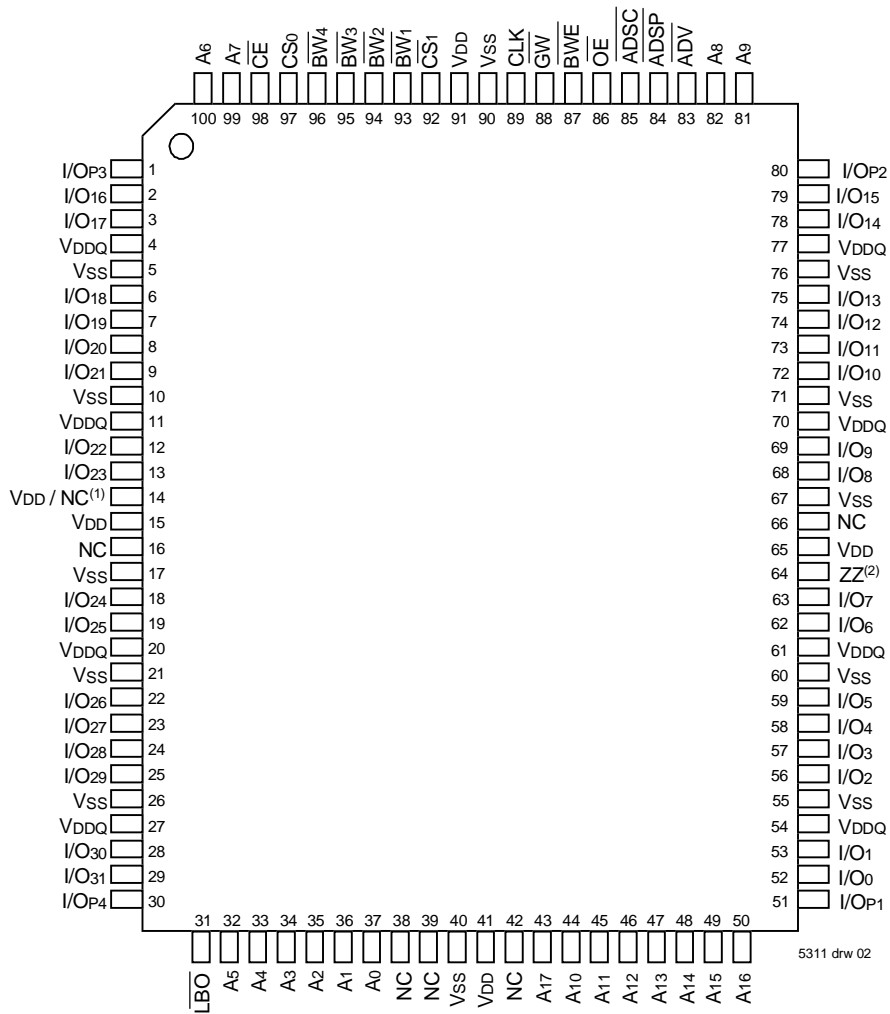 A6 A7 CE CS0 BW4 BW3 BW2 BW1 CS1 VDD VSS CLK GW BWE OE ADSC ADSP ADV A8 A9
100 99 98 97 96 95 94 93 92 91 90 89 88 87 86 85 84 83 82 81
I/OP3 1 80 I/OP2
I/O16 2 79 I/O15
I/O17 3 78 I/O14
VDDQ 4 77 VDDQ
VSS 5 76 VSS
I/O18 6 75 I/O13
I/O19 7 74 I/O12
I/O20 8 73 I/O11
I/O21 9 72 I/O10
VSS 10 71 VSS
VDDQ 11 70 VDDQ
I/O22 12 69 I/O9
I/O23 13 68 I/O8
VDD / NC(1) 14 67 VSS
VDD 15 66 NC
NC 16 65 VDD
VSS 17 64 ZZ(2)
I/O24 18 63 I/O7
I/O25 19 62 I/O6
VDDQ 20 61 VDDQ
VSS 21 60 VSS
I/O26 22 59 I/O5
I/O27 23 58 I/O4
I/O28 24 57 I/O3
I/O29 25 56 I/O2
VSS 26 55 VSS
VDDQ 27 54 VDDQ
I/O30 28 53 I/O1
I/O31 29 52 I/O0
I/OP4 30 51 I/OP1
31 32 33 34 35 36 37 38 39 40 41 42 43 44 45 46 47 48 49 50
LBO A5 A4 A3 A2 A1 A0 NC NC VSS VDD NC A17 A10 A11 A12 A13 A14 A15 A16
5311 drw 02